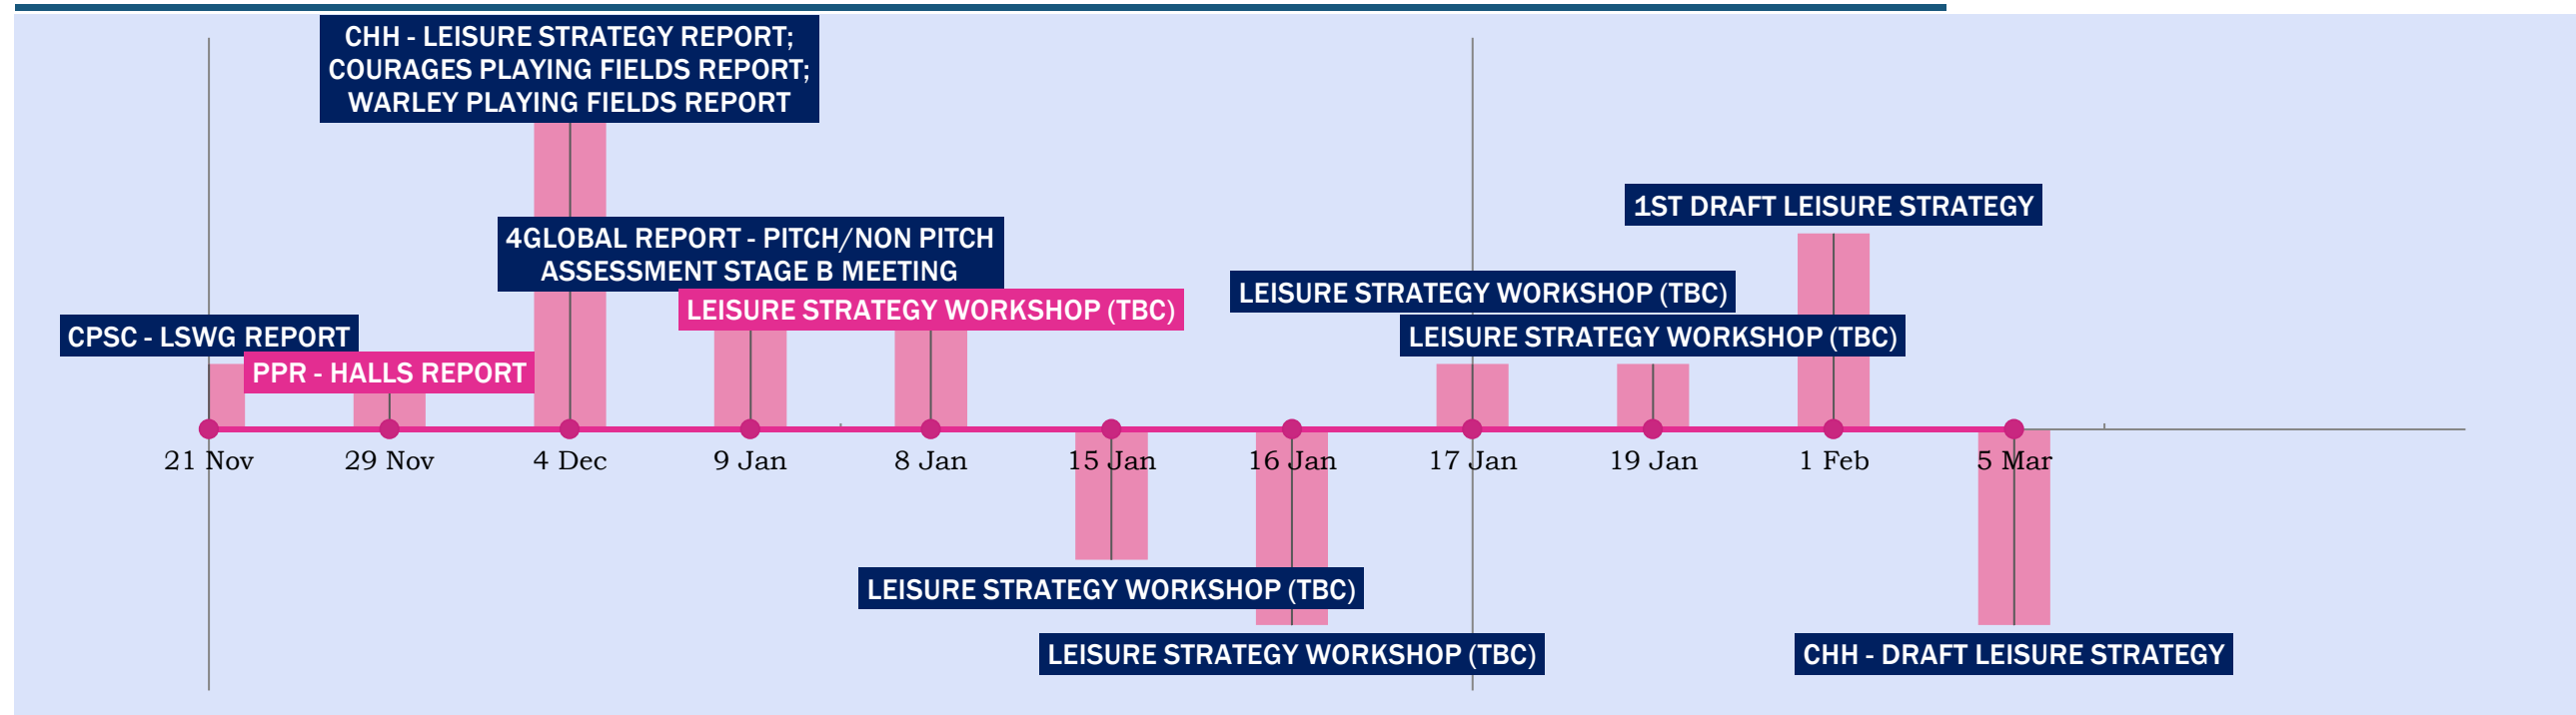 CHH - LEISURE STRATEGY REPORT;
COURAGES PLAYING FIELDS REPORT;
WARLEY PLAYING FIELDS REPORT
1ST DRAFT LEISURE STRATEGY
4GLOBAL REPORT - PITCH/NON PITCH
ASSESSMENT STAGE B MEETING
LEISURE STRATEGY WORKSHOP (TBC)
LEISURE STRATEGY WORKSHOP (TBC)
CPSC - LSWG REPORT
LEISURE STRATEGY WORKSHOP (TBC)
PPR - HALLS REPORT
21 Nov
29 Nov
4 Dec
9 Jan
8 Jan
15 Jan
16 Jan
17 Jan
19 Jan
1 Feb
5 Mar
LEISURE STRATEGY WORKSHOP (TBC)
LEISURE STRATEGY WORKSHOP (TBC)
CHH - DRAFT LEISURE STRATEGY